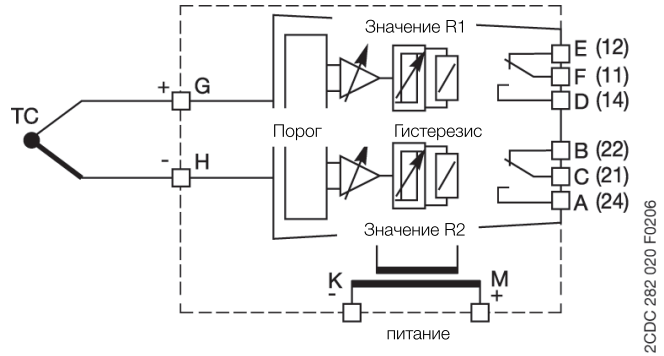 Значение R1
E (12)
+ G
F (11)
TC
D (14)
Порог
Гистерезис
B (22)
- H
C (21)
A (24)
Значение R2
K
M
-
+
питание
2CDC 282 020 F0206